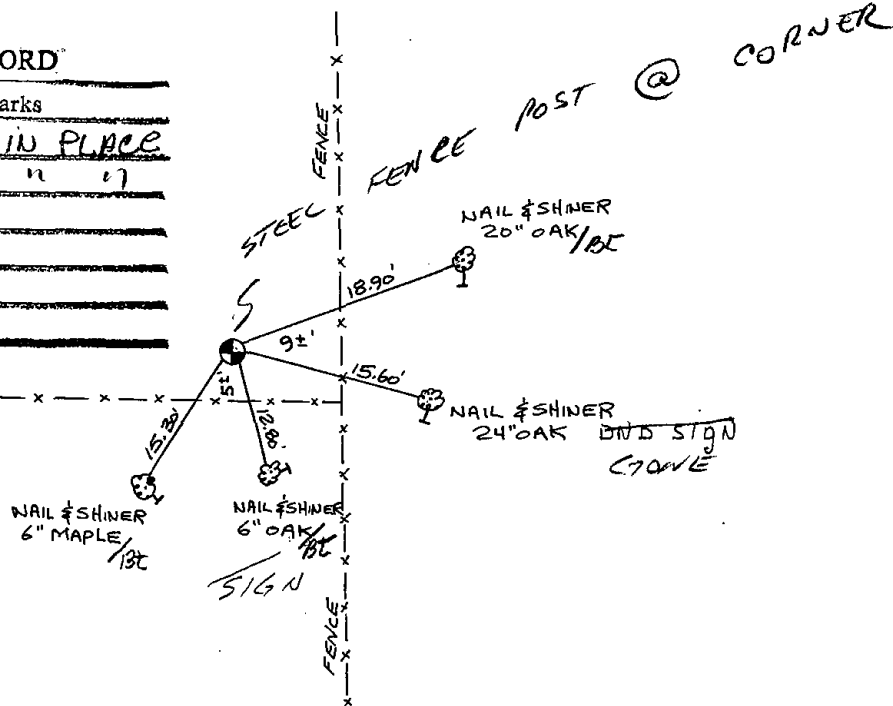 ORD
arks
IN PLACE
" "
FENCE
STEEL FENCE POST @ CORNER
NAIL & SHINER
20" OAK/BT
18.90'
9±'
5±'
15.60'
NAIL & SHINER
24" OAK BND SIGN
GONE
15.30'
12.80'
NAIL & SHINER
6" MAPLE/BT
NAIL & SHINER
6" OAK/BT
SIGN
FENCE